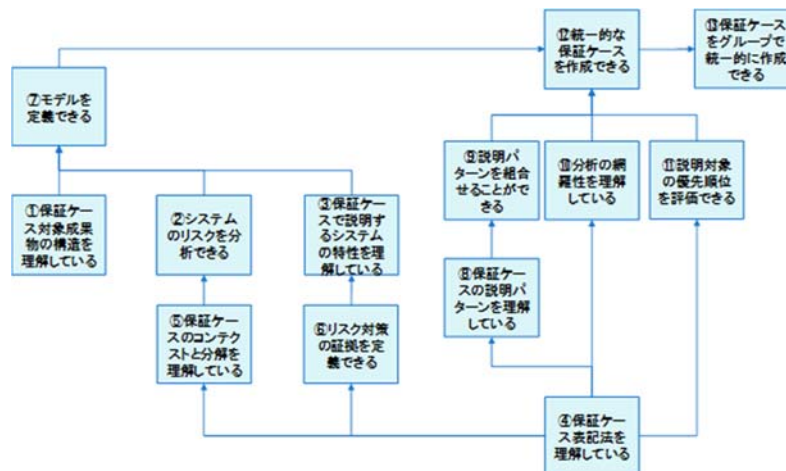 ⑫統一的な
保証ケース
を作成できる
⑬保証ケース
をグループで
統一的に作成
できる
⑦モデルを
定義できる
⑨説明パ
ターンを組合
せることがで
きる
⑩分析の網
羅性を理解
している
⑪説明対象
の優先順位
を評価できる
①保証ケー
ス対象成果
物の構造を
理解している
②システム
のリスクを分
析できる
③保証ケー
スで説明する
システムの特
性を理解し
ている
⑧保証ケー
スの説明パ
ターンを理解
している
⑤保証ケー
スのコンテク
ストと分解を
理解している
⑥リスク対策
の証拠を定
義できる
④保証ケー
ス表記法を
理解している